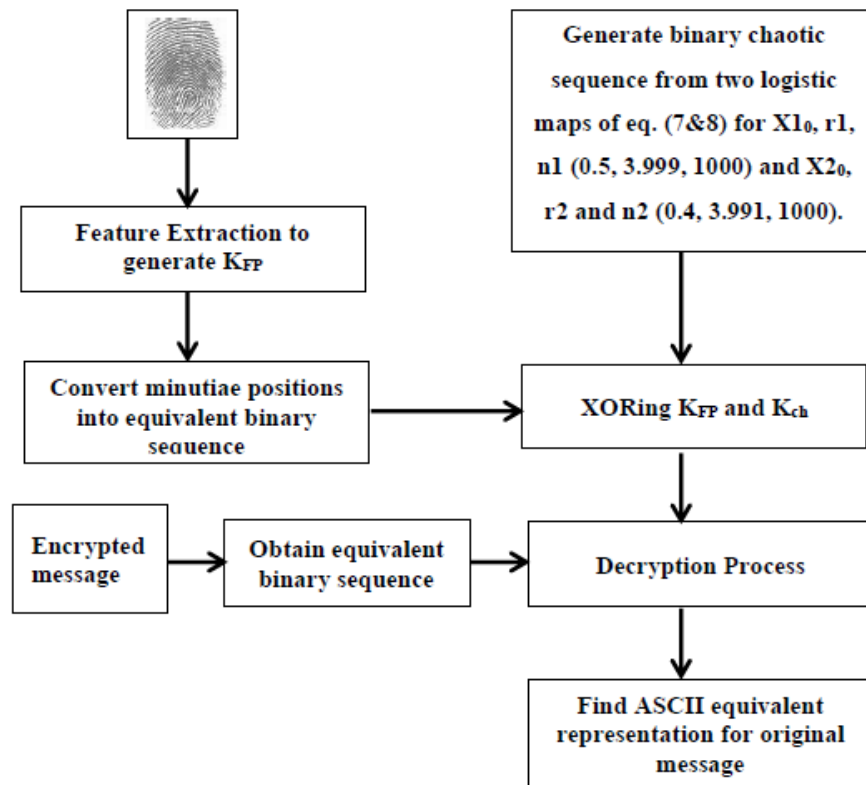 Generate binary chaotic
sequence from two logistic
maps of eq. (7&8) for X1₀, r1,
n1 (0.5, 3.999, 1000) and X2₀,
r2 and n2 (0.4, 3.991, 1000).
Feature Extraction to
generate K_FP
Convert minutiae positions
into equivalent binary
sequence
XORing K_FP and K_ch
Encrypted
message
Obtain equivalent
binary sequence
Decryption Process
Find ASCII equivalent
representation for original
message